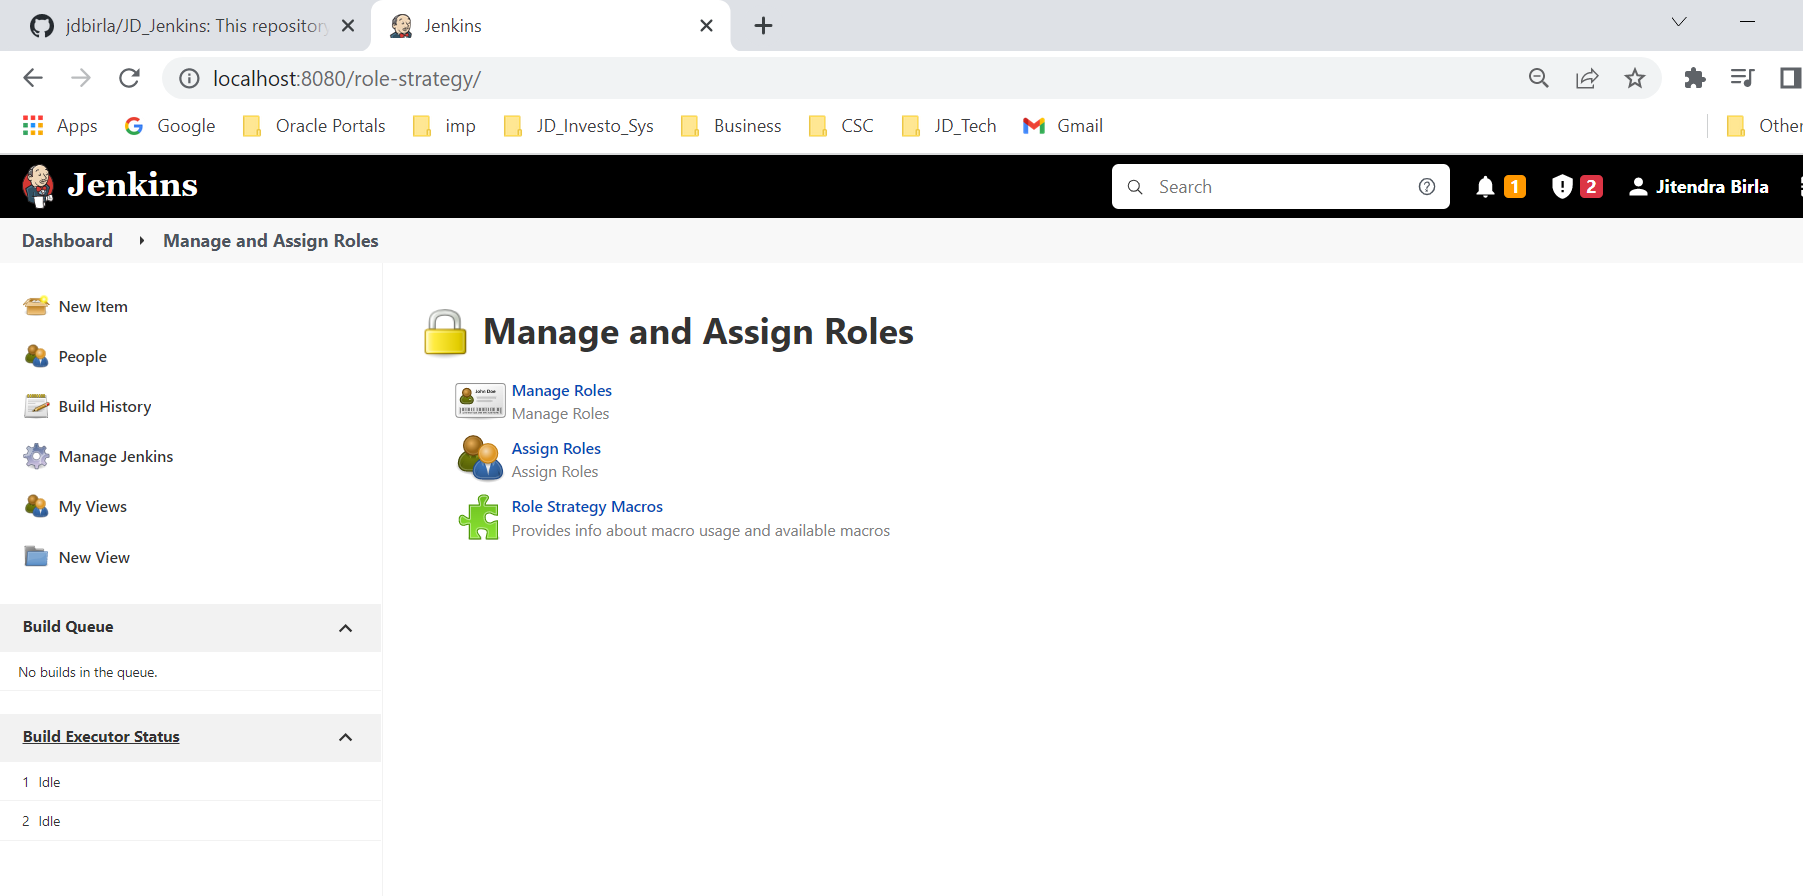 jdbirla/JD_Jenkins: This repository
Jenkins
localhost:8080/role-strategy/
Apps
Google
Oracle Portals
imp
JD_Investo_Sys
Business
CSC
JD_Tech
Gmail
Other
Jenkins
Search
1
2
Jitendra Birla
Dashboard
Manage and Assign Roles
New Item
People
Build History
Manage Jenkins
My Views
New View
Build Queue
No builds in the queue.
Build Executor Status
1 Idle
2 Idle
Manage and Assign Roles
John Doe
Manage Roles
Manage Roles
Assign Roles
Assign Roles
Role Strategy Macros
Provides info about macro usage and available macros